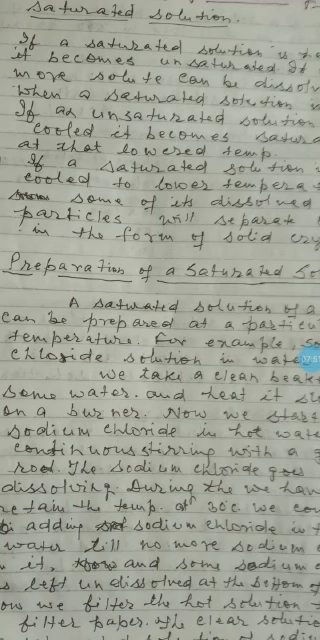 saturated solution.
If a saturated solution is
it becomes unsaturated It
more solute can be
when a saturated solution
If an unsaturated solution
cooled it becomes
at that lowered temp.
If a saturated solution
cooled to lower
some of its dissolved
particles will separate
in the form of solid
Preparation of a Saturated
A saturated solution of a
can be prepared at a
temperature. For example,
chloride solution in
we take a clean
some water. and heat it
on a burner. Now we
sodium chloride in hot
continuous stirring with a
rod. The sodium chloride goes
dissolving. During the we
retain the temp. at 30°c we
adding sodium chloride in
water till no more sodium
it, and some sodium
left undissolved at the bottom of
we filter the hot solution
filter paper. The clear